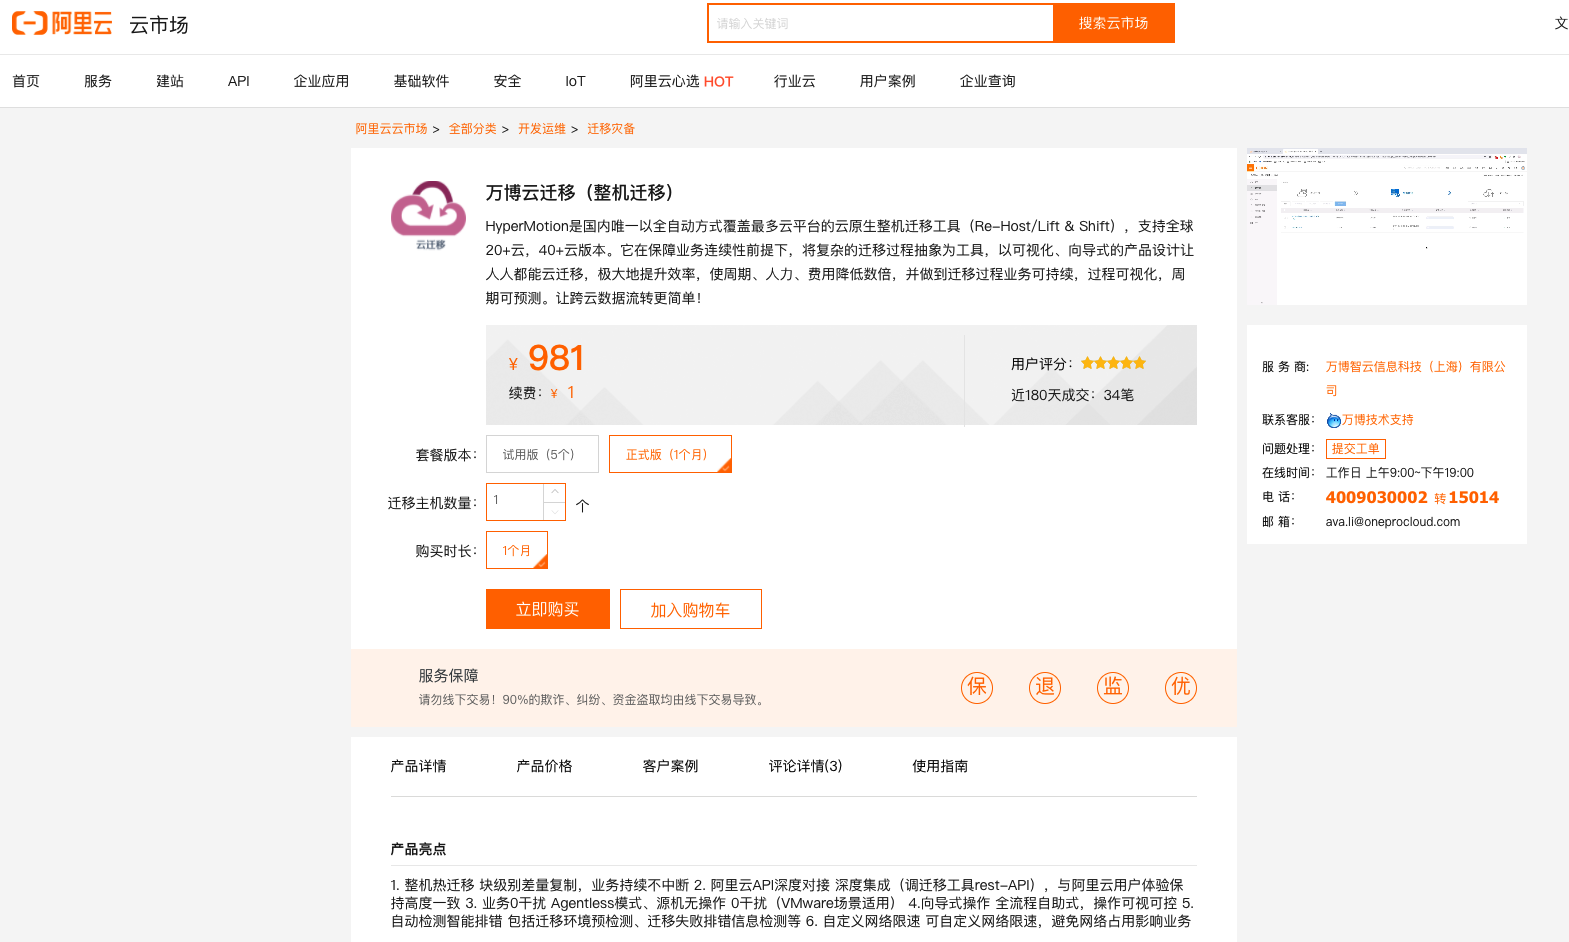 阿里云 云市场
请输入关键词
搜索云市场
文
首页 服务 建站 API 企业应用 基础软件 安全 IoT 阿里云心选 HOT 行业云 用户案例 企业查询
阿里云云市场 > 全部分类 > 开发运维 > 迁移灾备
云迁移
万博云迁移（整机迁移）
HyperMotion是国内唯一以全自动方式覆盖最多云平台的云原生整机迁移工具（Re-Host/Lift & Shift），支持全球
20+云，40+云版本。它在保障业务连续性前提下，将复杂的迁移过程抽象为工具，以可视化、向导式的产品设计让
人人都能云迁移，极大地提升效率，使周期、人力、费用降低数倍，并做到迁移过程业务可持续，过程可视化，周
期可预测。让跨云数据流转更简单！
¥ 981
续费：¥ 1
用户评分：
近180天成交：34笔
套餐版本： 试用版（5个） 正式版（1个月）
迁移主机数量： 1 个
购买时长： 1个月
立即购买 加入购物车
服务保障
请勿线下交易！90%的欺诈、纠纷、资金盗取均由线下交易导致。
保 退 监 优
产品详情 产品价格 客户案例 评论详情(3) 使用指南
产品亮点
1. 整机热迁移 块级别差量复制，业务持续不中断 2. 阿里云API深度对接 深度集成（调迁移工具rest-API），与阿里云用户体验保
持高度一致 3. 业务0干扰 Agentless模式、源机无操作 0干扰（VMware场景适用） 4.向导式操作 全流程自助式，操作可视可控 5.
自动检测智能排错 包括迁移环境预检测、迁移失败排错信息检测等 6. 自定义网络限速 可自定义网络限速，避免网络占用影响业务
服 务 商: 万博智云信息科技（上海）有限公
司
联系客服: 万博技术支持
问题处理: 提交工单
在线时间: 工作日 上午9:00~下午19:00
电 话: 4009030002 转 15014
邮 箱: ava.li@oneprocloud.com